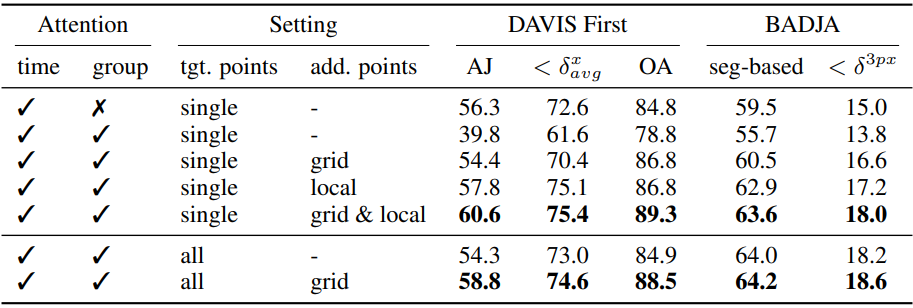 Attention Setting DAVIS First BADJA
time group tgt. points add. points AJ < δ^x_avg OA seg-based < δ^3px
✓ ✗ single - 56.3 72.6 84.8 59.5 15.0
✓ ✓ single - 39.8 61.6 78.8 55.7 13.8
✓ ✓ single grid 54.4 70.4 86.8 60.5 16.6
✓ ✓ single local 57.8 75.1 86.8 62.9 17.2
✓ ✓ single grid & local 60.6 75.4 89.3 63.6 18.0
✓ ✓ all - 54.3 73.0 84.9 64.0 18.2
✓ ✓ all grid 58.8 74.6 88.5 64.2 18.6